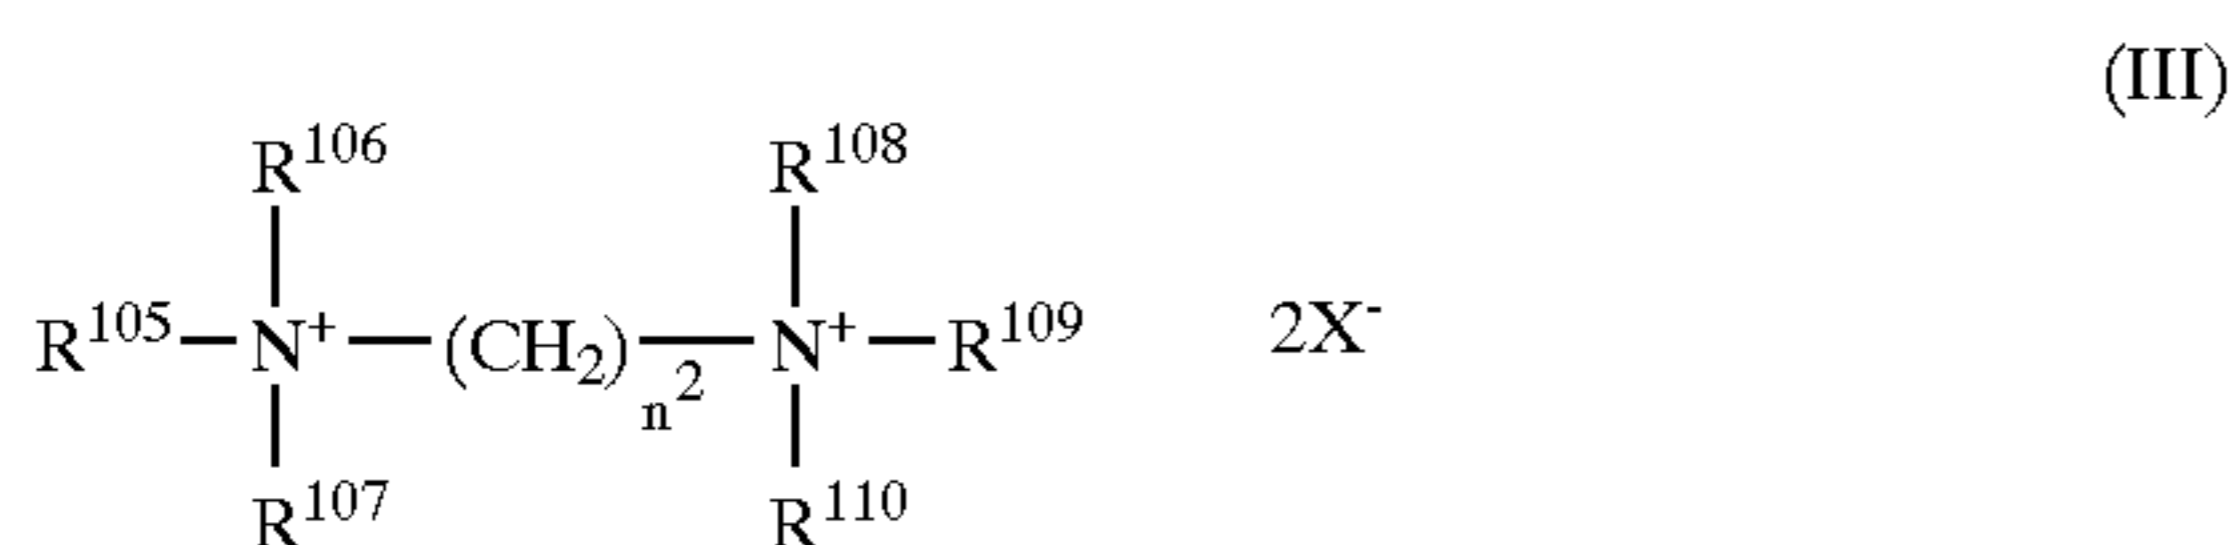 (III)
R¹⁰⁶ R¹⁰⁸
R¹⁰⁵—N⁺—(CH₂)n²—N⁺—R¹⁰⁹ 2X⁻
R¹⁰⁷ R¹¹⁰